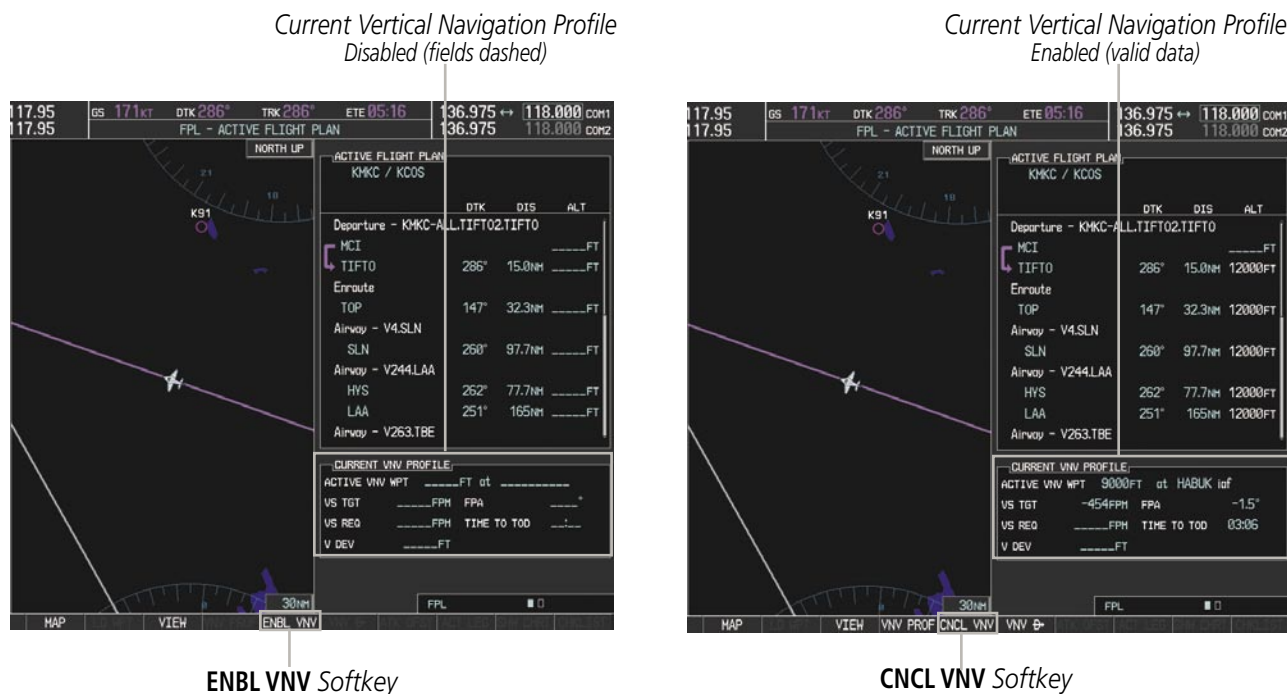 Current Vertical Navigation Profile
Disabled (fields dashed)
117.95 GS 171KT DTK 286° TRK 286° ETE 05:16 136.975 ↔ 118.000 COM1
117.95 FPL - ACTIVE FLIGHT PLAN 136.975 118.000 COM2
NORTH UP
21
18
K91
ACTIVE FLIGHT PLAN
KMKC / KCOS
DTK DIS ALT
Departure - KMKC-ALL.TIFTO2.TIFTO
MCI _____FT
TIFTO 286° 15.0NM _____FT
Enroute
TOP 147° 32.3NM _____FT
Airway - V4.SLN
SLN 260° 97.7NM _____FT
Airway - V244.LAA
HYS 262° 77.7NM _____FT
LAA 251° 165NM _____FT
Airway - V263.TBE
CURRENT VNV PROFILE
ACTIVE VNV WPT _____FT at __________
VS TGT _____FPM FPA ____°
VS REQ _____FPM TIME TO TOD __:__
V DEV _____FT
30NM
FPL
MAP VIEW ENBL VNV
ENBL VNV Softkey
Current Vertical Navigation Profile
Enabled (valid data)
117.95 GS 171KT DTK 286° TRK 286° ETE 05:16 136.975 ↔ 118.000 COM1
117.95 FPL - ACTIVE FLIGHT PLAN 136.975 118.000 COM2
NORTH UP
21
18
K91
ACTIVE FLIGHT PLAN
KMKC / KCOS
DTK DIS ALT
Departure - KMKC-ALL.TIFTO2.TIFTO
MCI _____FT
TIFTO 286° 15.0NM 12000FT
Enroute
TOP 147° 32.3NM 12000FT
Airway - V4.SLN
SLN 260° 97.7NM 12000FT
Airway - V244.LAA
HYS 262° 77.7NM 12000FT
LAA 251° 165NM 12000FT
Airway - V263.TBE
CURRENT VNV PROFILE
ACTIVE VNV WPT 9000FT at HABUK iaf
VS TGT -454FPM FPA -1.5°
VS REQ _____FPM TIME TO TOD 03:06
V DEV _____FT
30NM
FPL
MAP VIEW VNV PROF CNCL VNV VNV D→
CNCL VNV Softkey